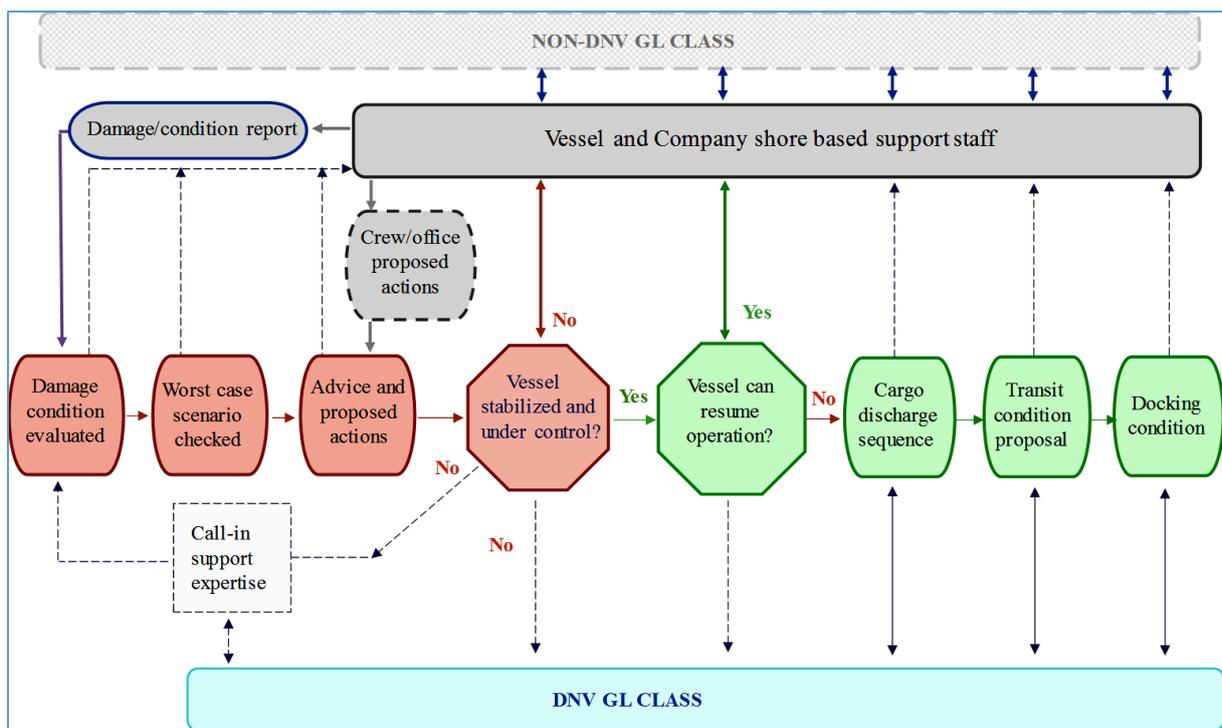 NON-DNV GL CLASS
Damage/condition report
Vessel and Company shore based support staff
Crew/office
proposed
actions
No
Yes
Damage
condition
evaluated
Worst case
scenario
checked
Advice and
proposed
actions
Vessel
stabilized and
under control?
Yes
Vessel can
resume
operation?
No
Cargo
discharge
sequence
Transit
condition
proposal
Docking
condition
No
Call-in
support
expertise
No
DNV GL CLASS